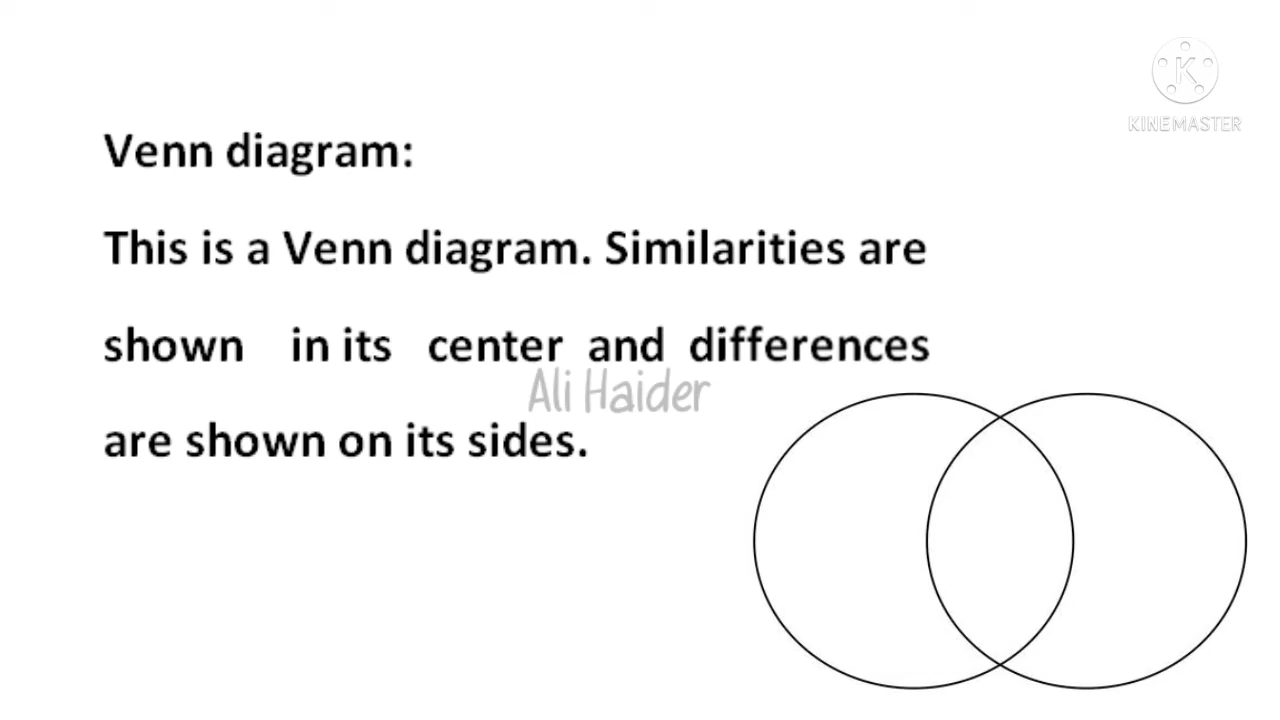 K
KINEMASTER
Venn diagram:
This is a Venn diagram. Similarities are
shown in its center and differences
Ali Haider
are shown on its sides.